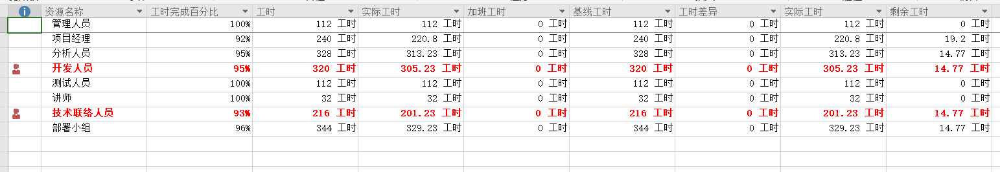 资源名称 工时完成百分比 工时 实际工时 加班工时 基线工时 工时差异 实际工时 剩余工时
管理人员 100% 112 工时 112 工时 0 工时 112 工时 0 工时 112 工时 0 工时
项目经理 92% 240 工时 220.8 工时 0 工时 240 工时 0 工时 220.8 工时 19.2 工时
分析人员 95% 328 工时 313.23 工时 0 工时 328 工时 0 工时 313.23 工时 14.77 工时
开发人员 95% 320 工时 305.23 工时 0 工时 320 工时 0 工时 305.23 工时 14.77 工时
测试人员 100% 112 工时 112 工时 0 工时 112 工时 0 工时 112 工时 0 工时
讲师 100% 32 工时 32 工时 0 工时 32 工时 0 工时 32 工时 0 工时
技术联络人员 93% 216 工时 201.23 工时 0 工时 216 工时 0 工时 201.23 工时 14.77 工时
部署小组 96% 344 工时 329.23 工时 0 工时 344 工时 0 工时 329.23 工时 14.77 工时